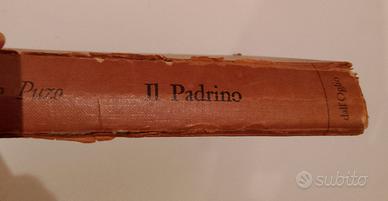 Puzo
Il Padrino
dall'Oglio
subito